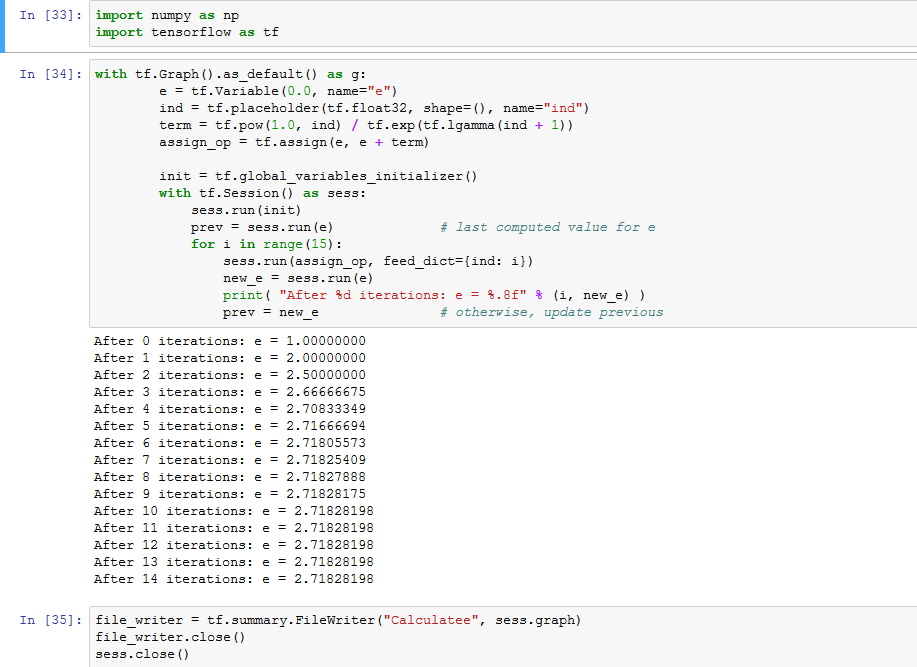 In [33]: import numpy as np
import tensorflow as tf
In [34]: with tf.Graph().as_default() as g:
        e = tf.Variable(0.0, name="e")
        ind = tf.placeholder(tf.float32, shape=(), name="ind")
        term = tf.pow(1.0, ind) / tf.exp(tf.lgamma(ind + 1))
        assign_op = tf.assign(e, e + term)
        init = tf.global_variables_initializer()
        with tf.Session() as sess:
            sess.run(init)
            prev = sess.run(e)             # last computed value for e
            for i in range(15):
                sess.run(assign_op, feed_dict={ind: i})
                new_e = sess.run(e)
                print( "After %d iterations: e = %.8f" % (i, new_e) )
                prev = new_e               # otherwise, update previous
After 0 iterations: e = 1.00000000
After 1 iterations: e = 2.00000000
After 2 iterations: e = 2.50000000
After 3 iterations: e = 2.66666675
After 4 iterations: e = 2.70833349
After 5 iterations: e = 2.71666694
After 6 iterations: e = 2.71805573
After 7 iterations: e = 2.71825409
After 8 iterations: e = 2.71827888
After 9 iterations: e = 2.71828175
After 10 iterations: e = 2.71828198
After 11 iterations: e = 2.71828198
After 12 iterations: e = 2.71828198
After 13 iterations: e = 2.71828198
After 14 iterations: e = 2.71828198
In [35]: file_writer = tf.summary.FileWriter("Calculatee", sess.graph)
file_writer.close()
sess.close()